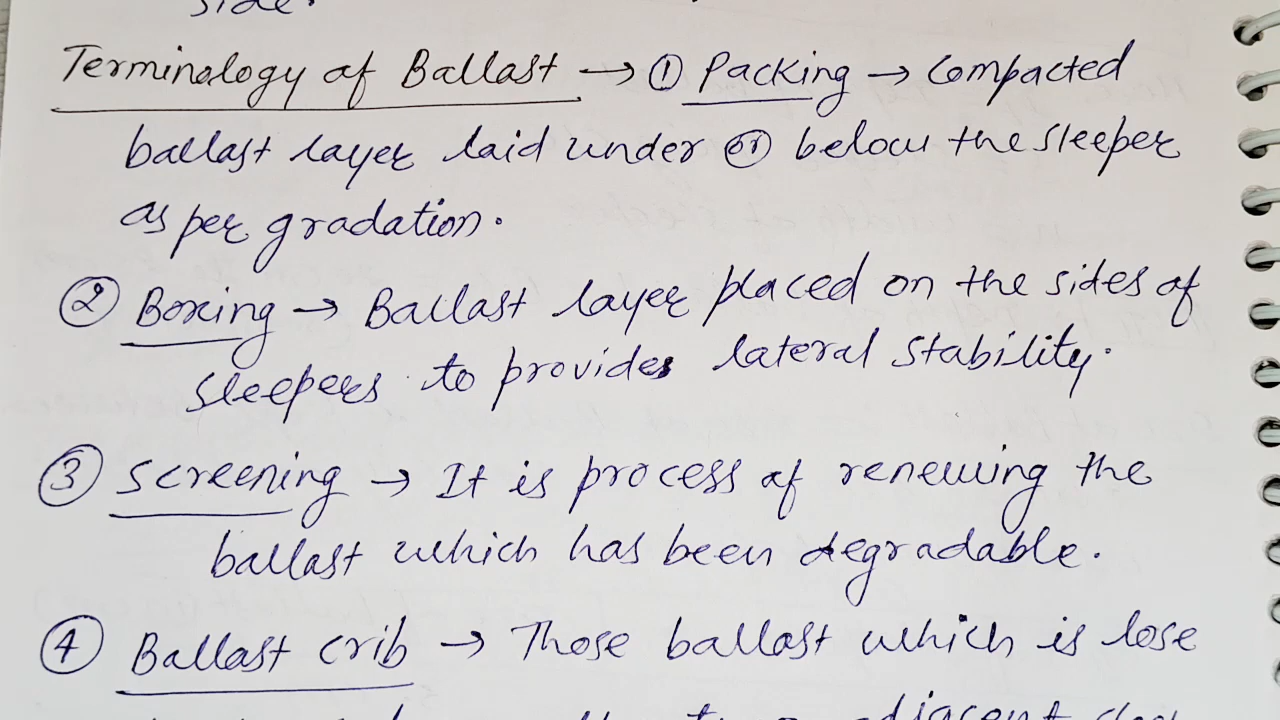 side.
Terminology of Ballast → ① Packing → Compacted
ballast layer laid under or below the sleeper
as per gradation.
② Boxing → Ballast layer placed on the sides of
sleepers to provides lateral stability.
③ Screening → It is process of renewing the
ballast which has been degradable.
④ Ballast crib → Those ballast which is lose
adjacent